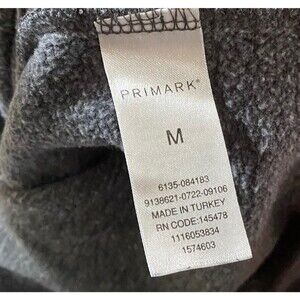 PRIMARK®
M
6135-084183
9138621-0722-09106
MADE IN TURKEY
RN CODE:145478
1116053834
1574603